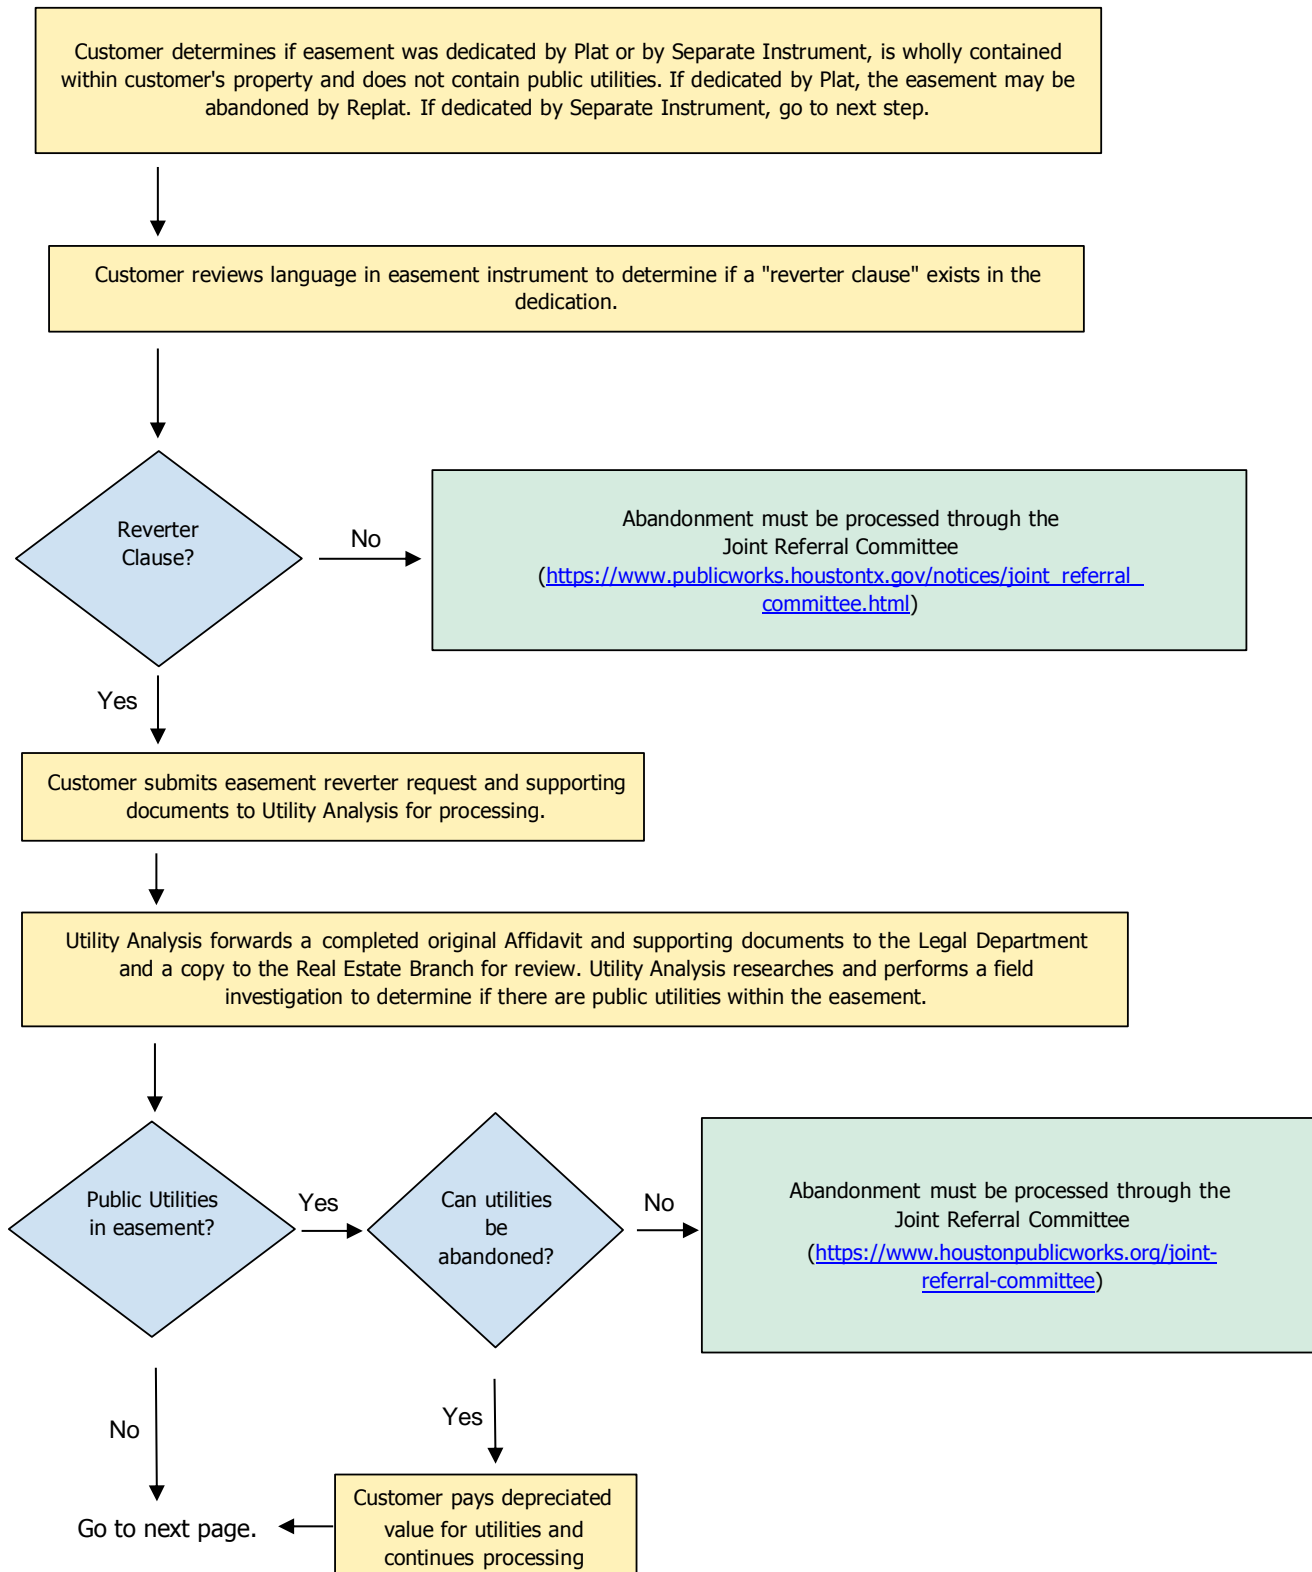 Customer determines if easement was dedicated by Plat or by Separate Instrument, is wholly contained
within customer's property and does not contain public utilities. If dedicated by Plat, the easement may be
abandoned by Replat. If dedicated by Separate Instrument, go to next step.
Customer reviews language in easement instrument to determine if a "reverter clause" exists in the
dedication.
Reverter
Clause?
No
Abandonment must be processed through the
Joint Referral Committee
(https://www.publicworks.houstontx.gov/notices/joint_referral_
committee.html)
Yes
Customer submits easement reverter request and supporting
documents to Utility Analysis for processing.
Utility Analysis forwards a completed original Affidavit and supporting documents to the Legal Department
and a copy to the Real Estate Branch for review. Utility Analysis researches and performs a field
investigation to determine if there are public utilities within the easement.
Public Utilities
in easement?
Yes
Can utilities
be
abandoned?
No
Abandonment must be processed through the
Joint Referral Committee
(https://www.houstonpublicworks.org/joint-
referral-committee)
No
Yes
Customer pays depreciated
value for utilities and
continues processing
Go to next page.